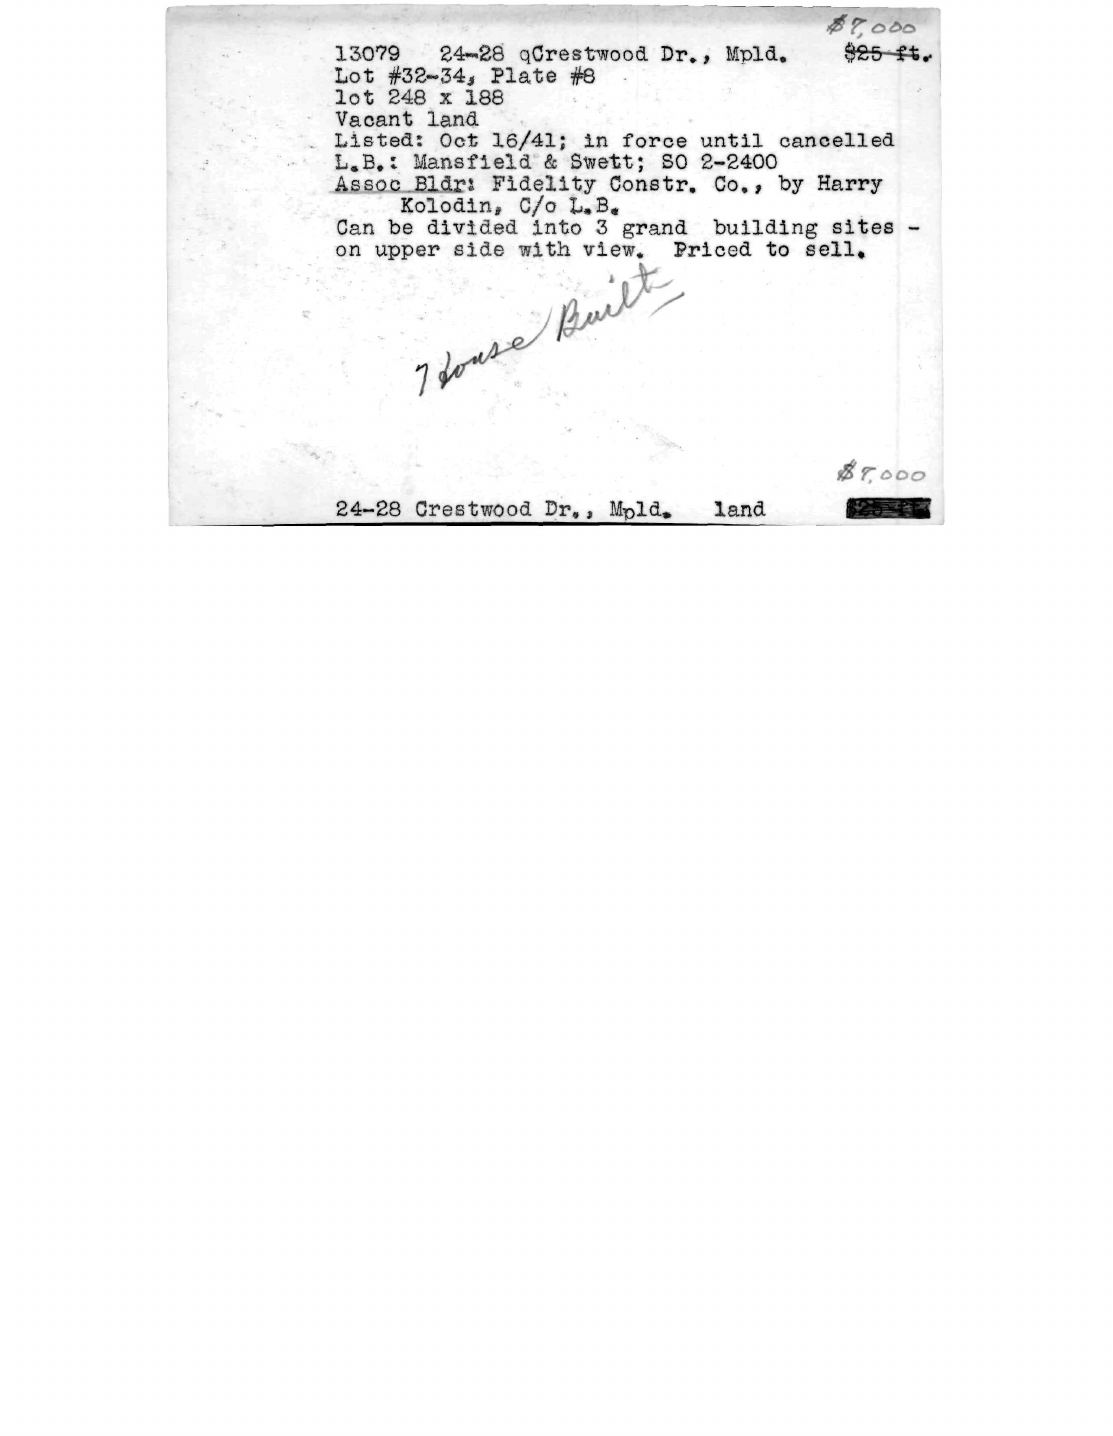 $7,000
13079 24-28 qCrestwood Dr., Mpld. $25 ft.
Lot #32-34, Plate #8
lot 248 x 188
Vacant land
Listed: Oct 16/41; in force until cancelled
L.B.: Mansfield & Swett; SO 2-2400
Assoc Bldr: Fidelity Constr. Co., by Harry
Kolodin, C/o L.B.
Can be divided into 3 grand building sites -
on upper side with view. Priced to sell.
House Built
$7,000
24-28 Crestwood Dr., Mpld. land $25 ft.